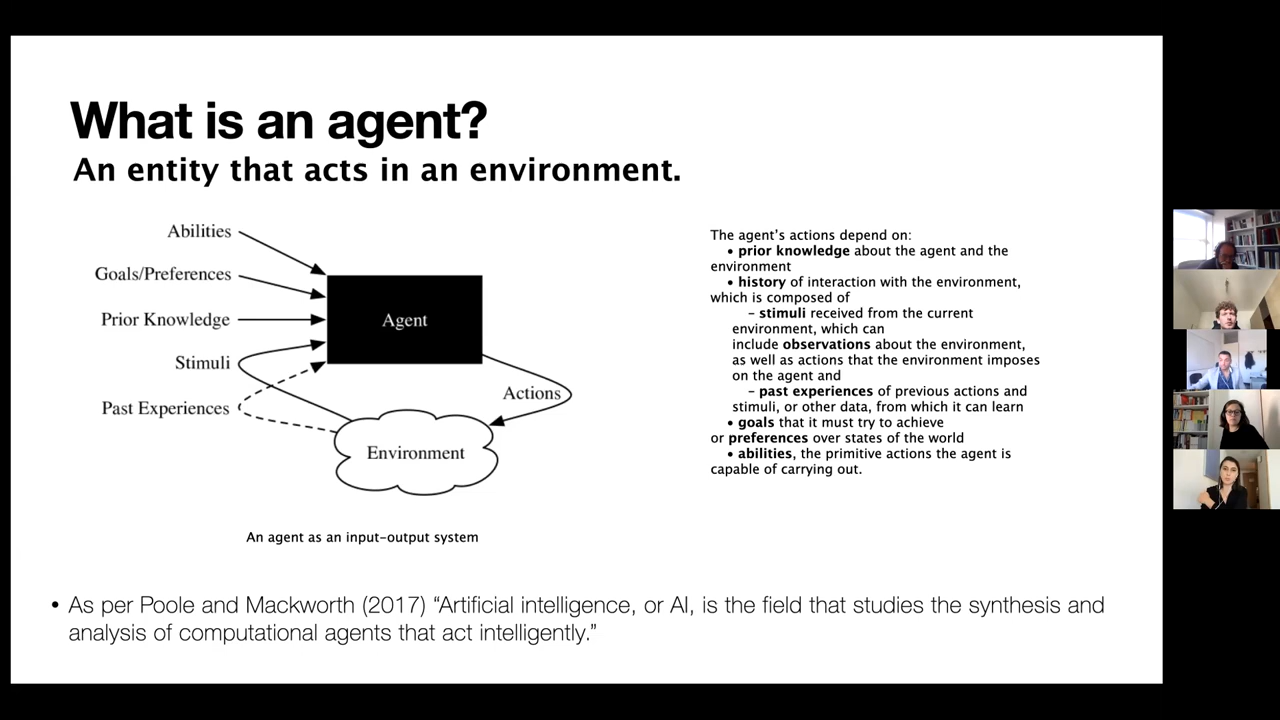 What is an agent?
An entity that acts in an environment.
Abilities
Goals/Preferences
Prior Knowledge
Stimuli
Past Experiences
Agent
Actions
Environment
An agent as an input-output system
The agent's actions depend on:
• prior knowledge about the agent and the
environment
• history of interaction with the environment,
which is composed of
– stimuli received from the current
environment, which can
include observations about the environment,
as well as actions that the environment imposes
on the agent and
– past experiences of previous actions and
stimuli, or other data, from which it can learn
• goals that it must try to achieve
or preferences over states of the world
• abilities, the primitive actions the agent is
capable of carrying out.
• As per Poole and Mackworth (2017) “Artificial intelligence, or AI, is the field that studies the synthesis and
analysis of computational agents that act intelligently.”